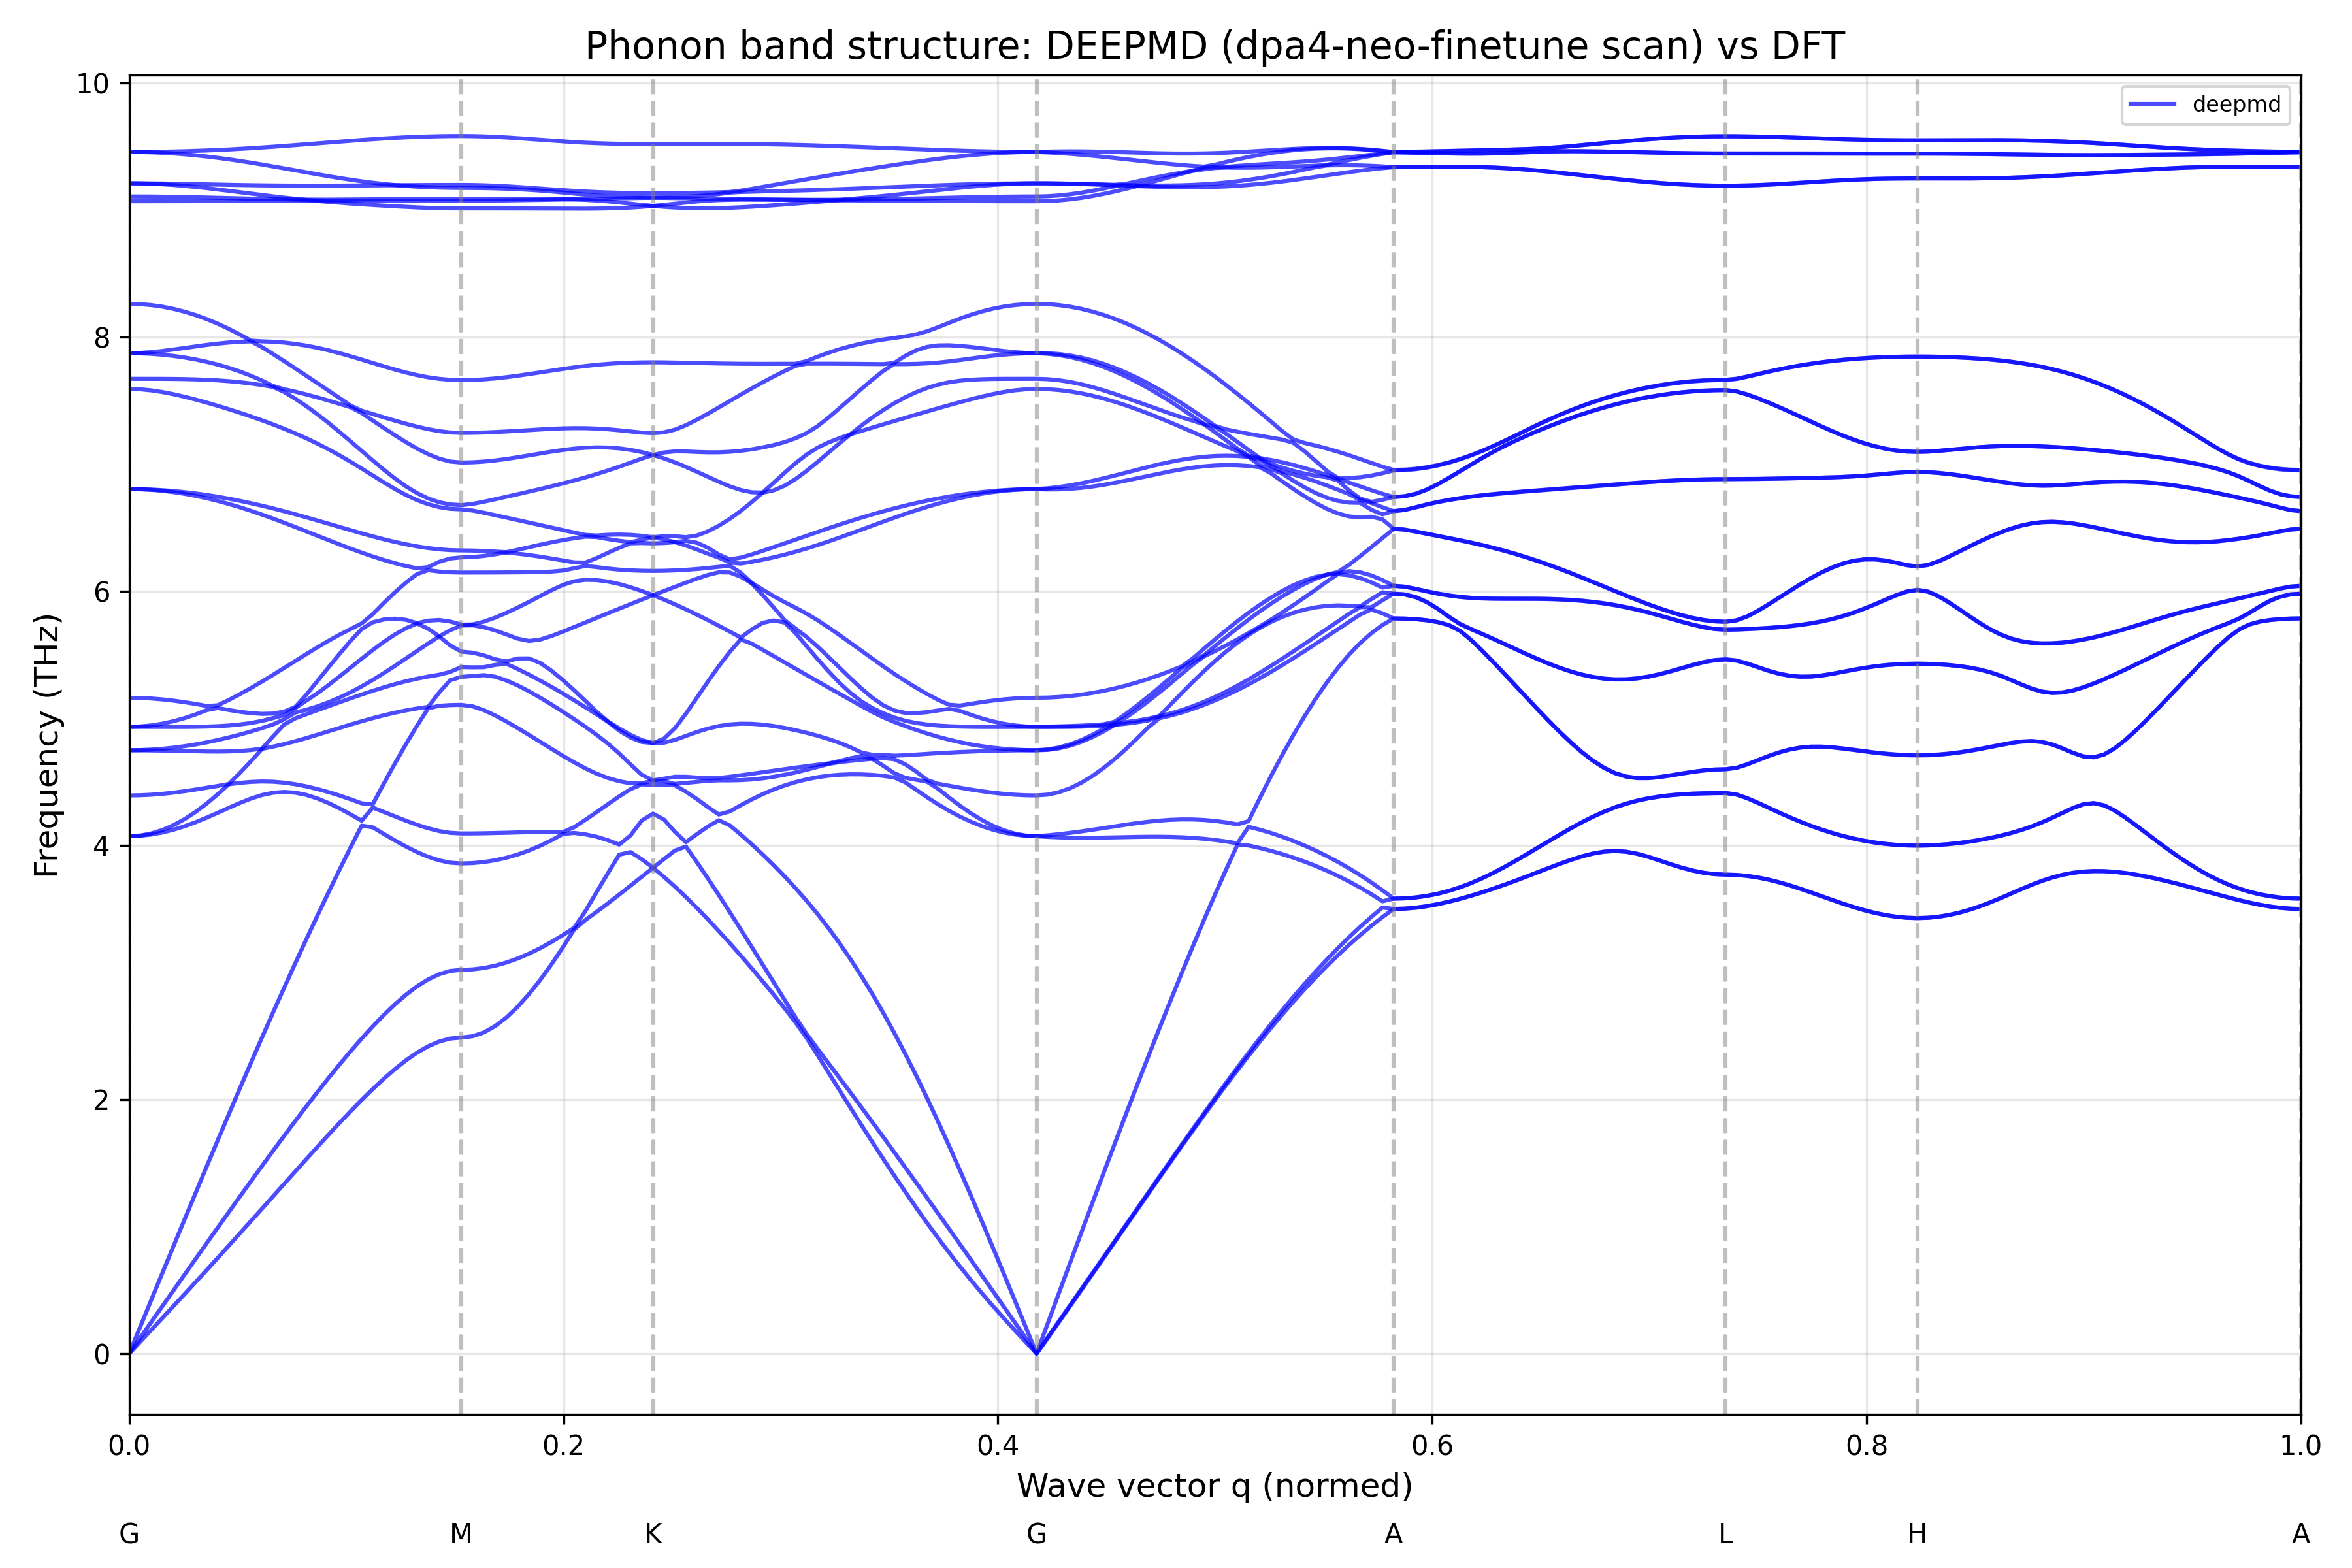 Phonon band structure: DEEPMD (dpa4-neo-finetune scan) vs DFT
deepmd
10
8
6
4
2
0
Frequency (THz)
0.0 0.2 0.4 0.6 0.8 1.0
Wave vector q (normed)
G M K G A L H A